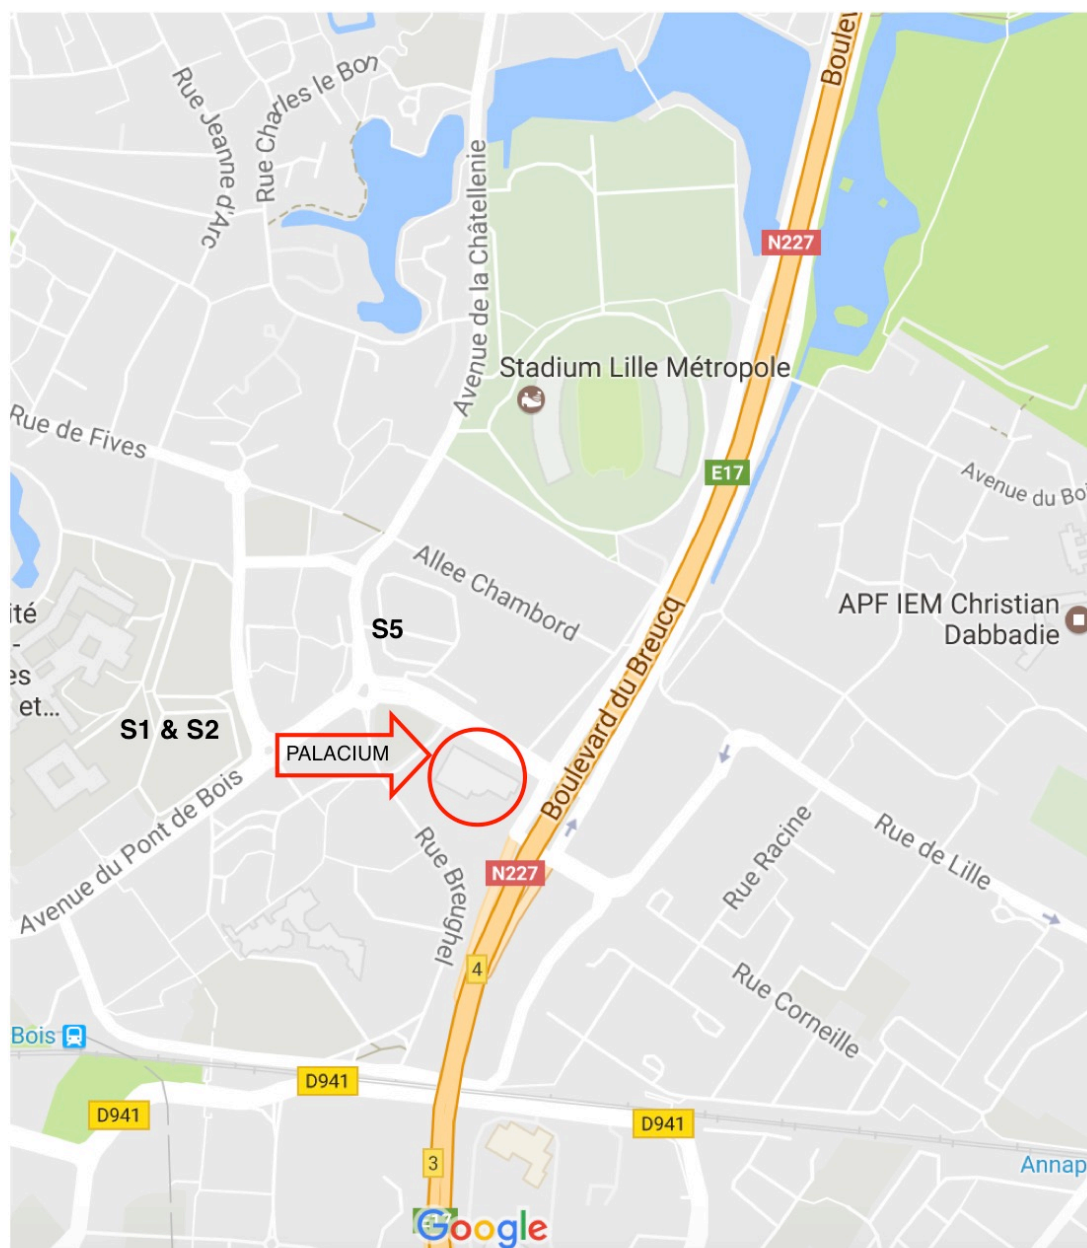 Boulev
Rue Charles le Bon
Rue Jeanne d'Arc
Avenue de la Châtellenie
N227
Stadium Lille Métropole
Rue de Fives
E17
Avenue du Boi
Allee Chambord
APF IEM Christian
Dabbadie
ité
-
es
et...
S5
S1 & S2
PALACIUM
Boulevard du Breucq
Avenue du Pont de Bois
Rue Breughel
N227
Rue Racine
Rue de Lille
4
Rue Corneille
Bois
D941
D941
D941
3
Annap
E17
Google